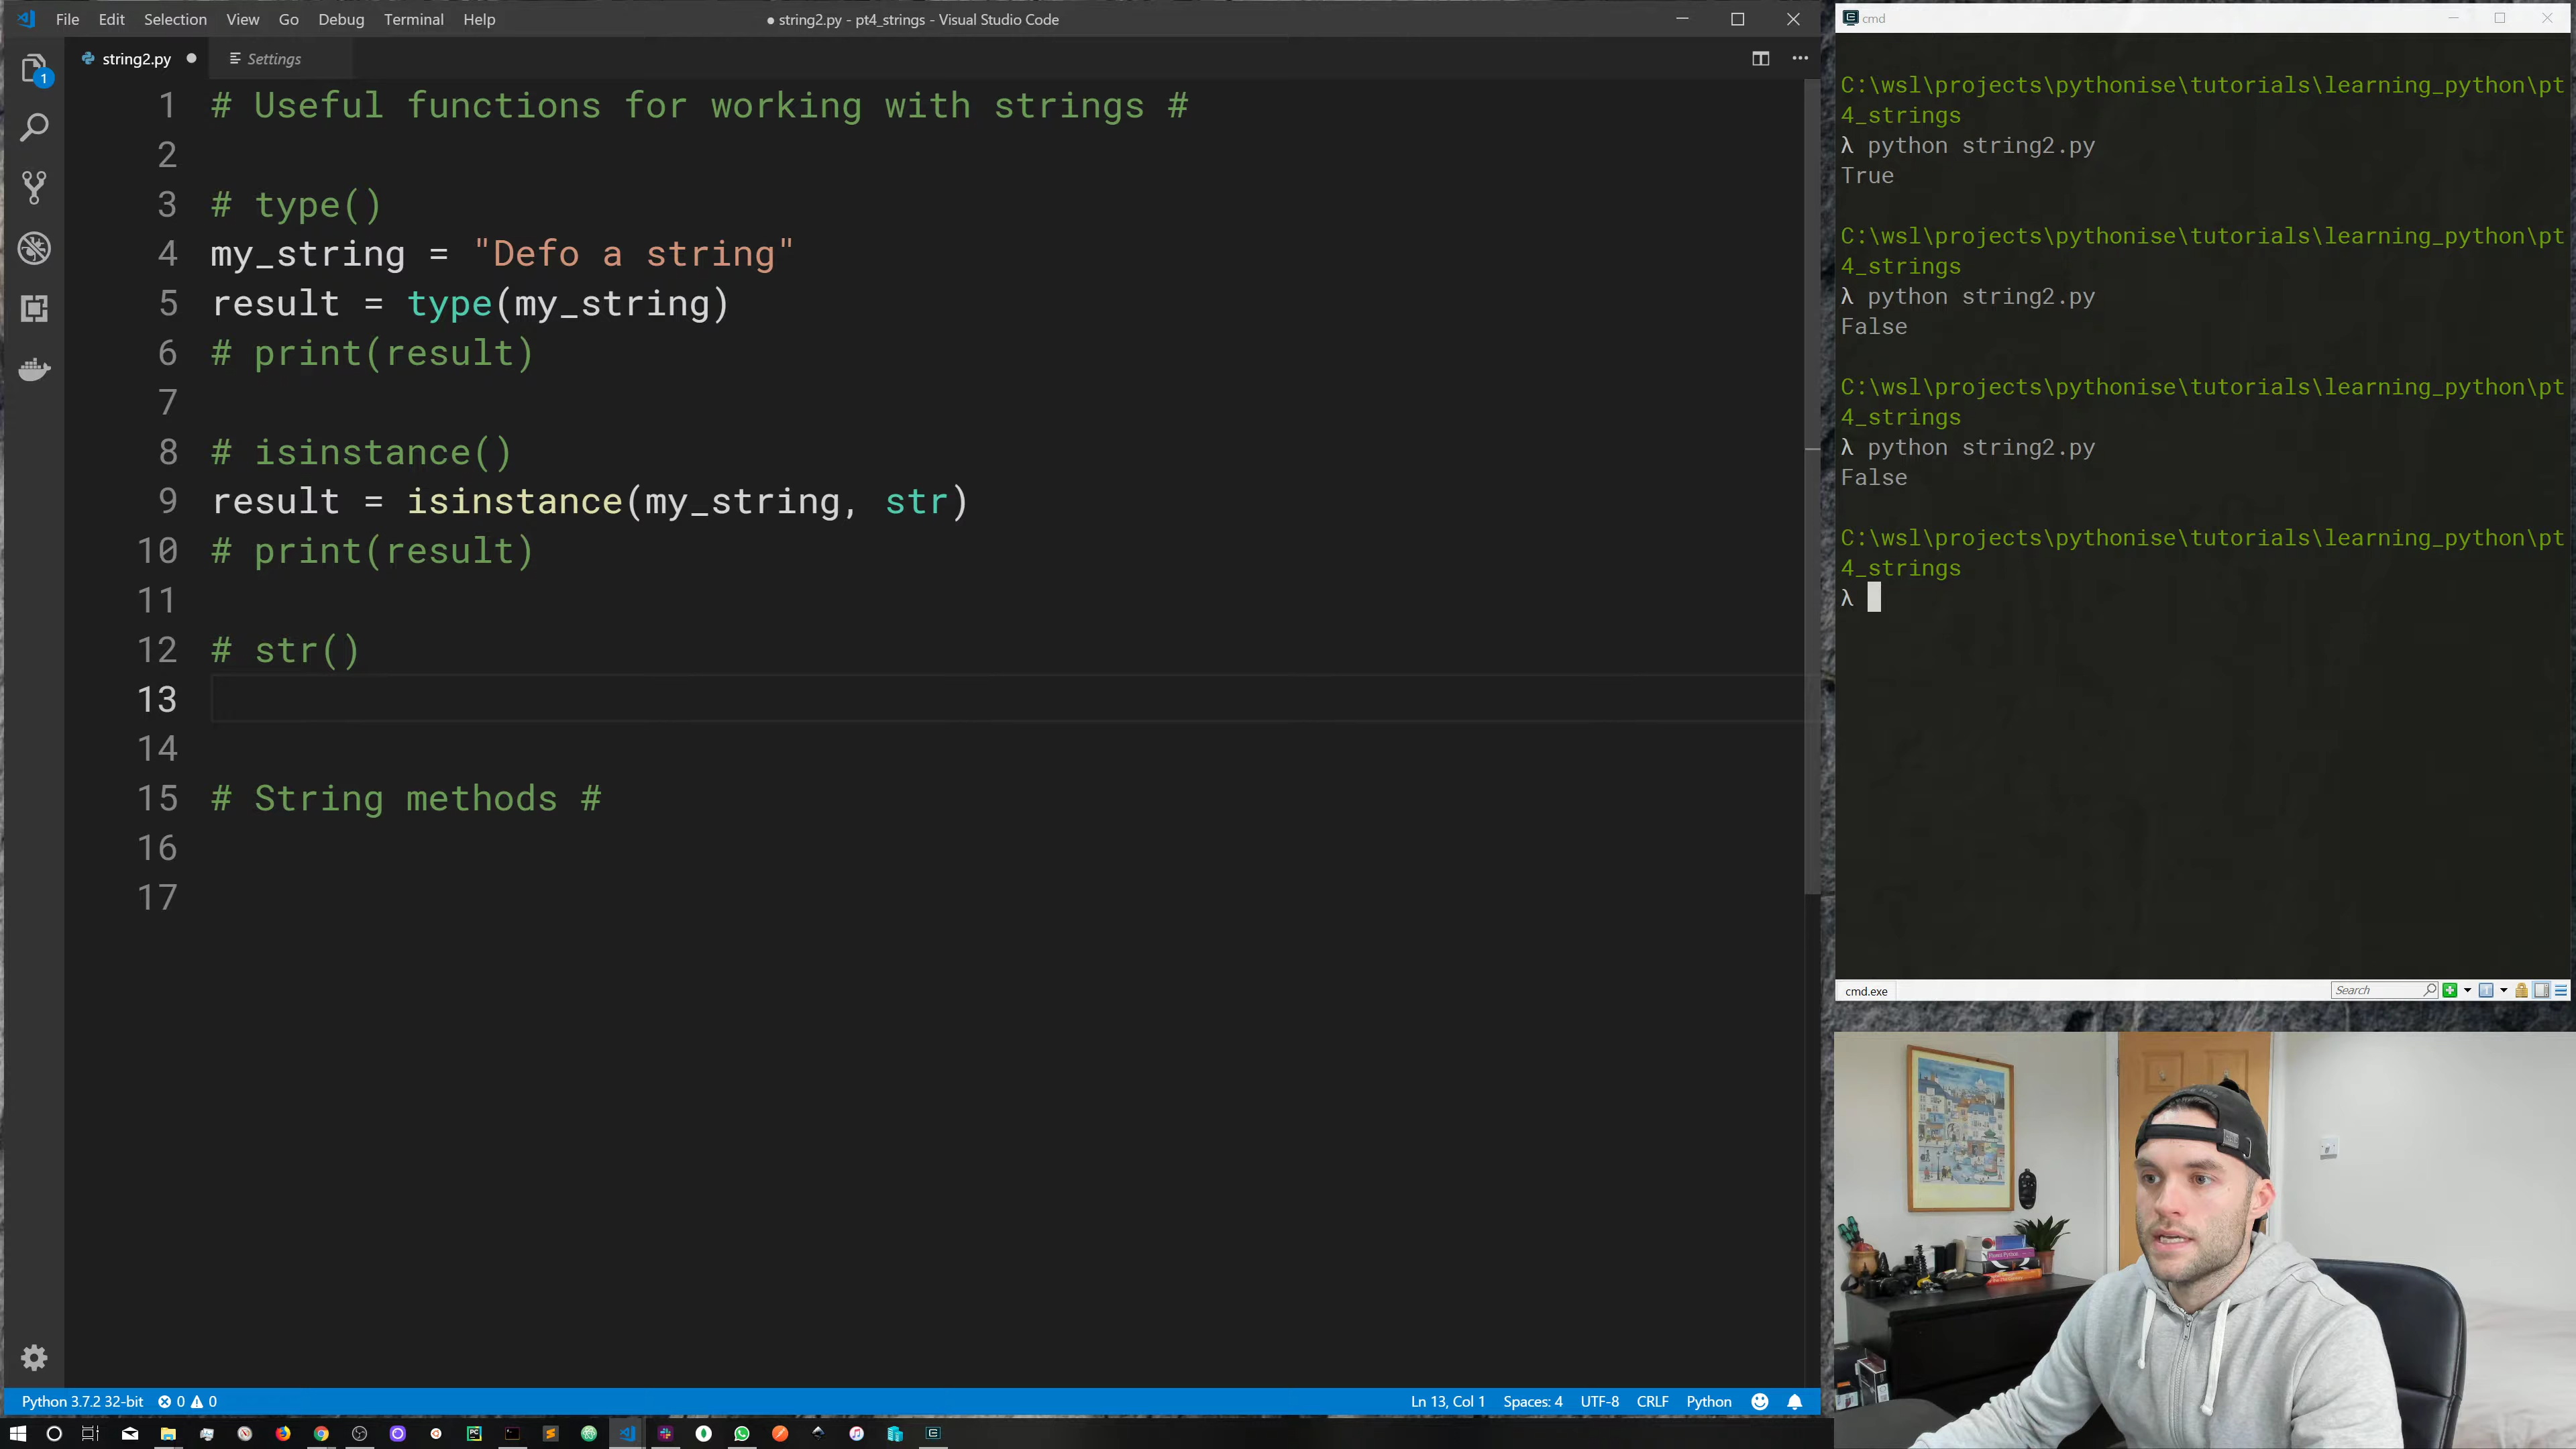 File Edit Selection View Go Debug Terminal Help
● string2.py - pt4_strings - Visual Studio Code
string2.py ● Settings
1 # Useful functions for working with strings #
2
3 # type()
4 my_string = "Defo a string"
5 result = type(my_string)
6 # print(result)
7
8 # isinstance()
9 result = isinstance(my_string, str)
10 # print(result)
11
12 # str()
13
14
15 # String methods #
16
17
1
Python 3.7.2 32-bit 0 0
Ln 13, Col 1 Spaces: 4 UTF-8 CRLF Python
cmd
C:\wsl\projects\pythonise\tutorials\learning_python\pt
4_strings
λ python string2.py
True
C:\wsl\projects\pythonise\tutorials\learning_python\pt
4_strings
λ python string2.py
False
C:\wsl\projects\pythonise\tutorials\learning_python\pt
4_strings
λ python string2.py
False
C:\wsl\projects\pythonise\tutorials\learning_python\pt
4_strings
λ
cmd.exe Search